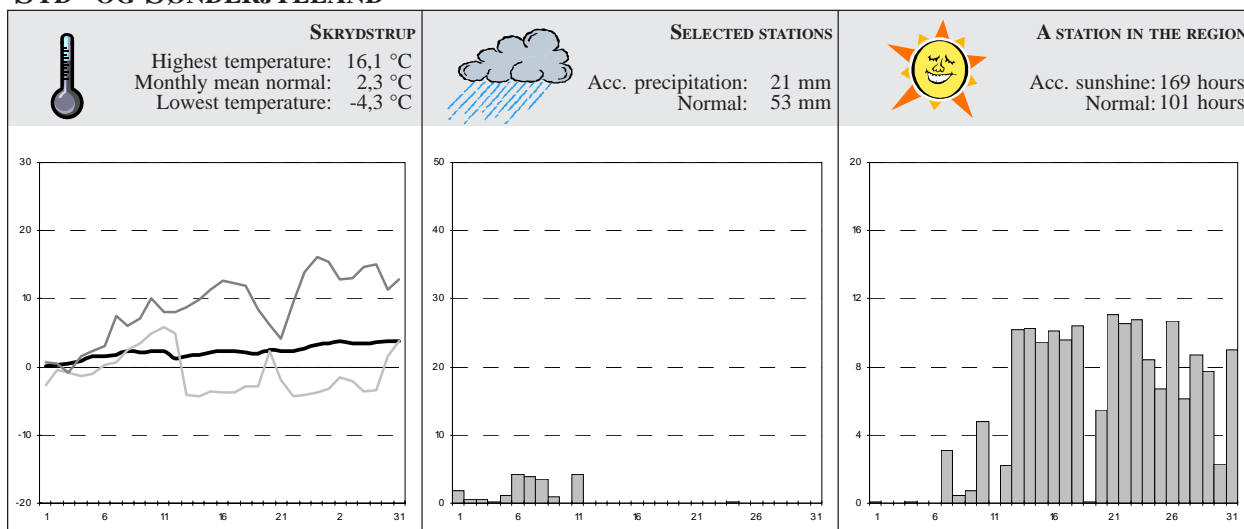 SYD- OG SØNDERJYLLAND
SKRYDSTRUP
Highest temperature: 16,1 °C
Monthly mean normal: 2,3 °C
Lowest temperature: -4,3 °C
SELECTED STATIONS
Acc. precipitation: 21 mm
Normal: 53 mm
A STATION IN THE REGION
Acc. sunshine: 169 hours
Normal: 101 hours
30
20
10
0
-10
-20
1 6 11 16 21 2 31
50
40
30
20
10
0
1 6 11 16 21 26 31
20
16
12
8
4
0
1 6 11 16 21 26 31